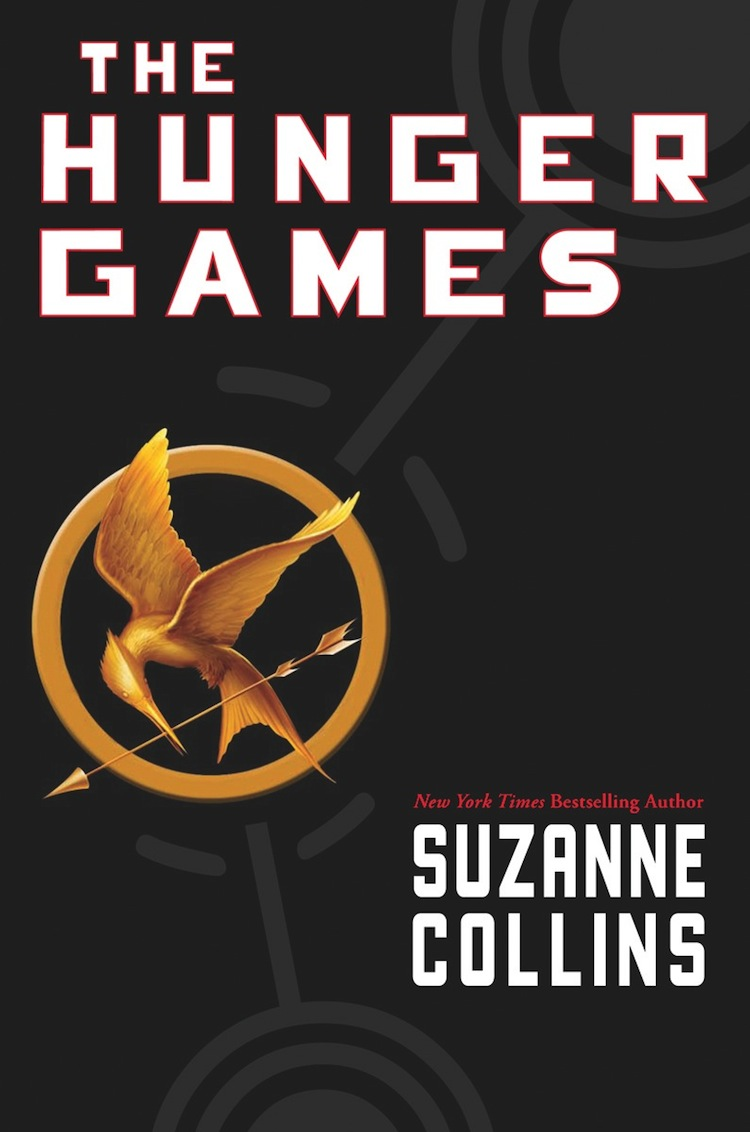 THE
HUNGER
GAMES
New York Times Bestselling Author
SUZANNE
COLLINS